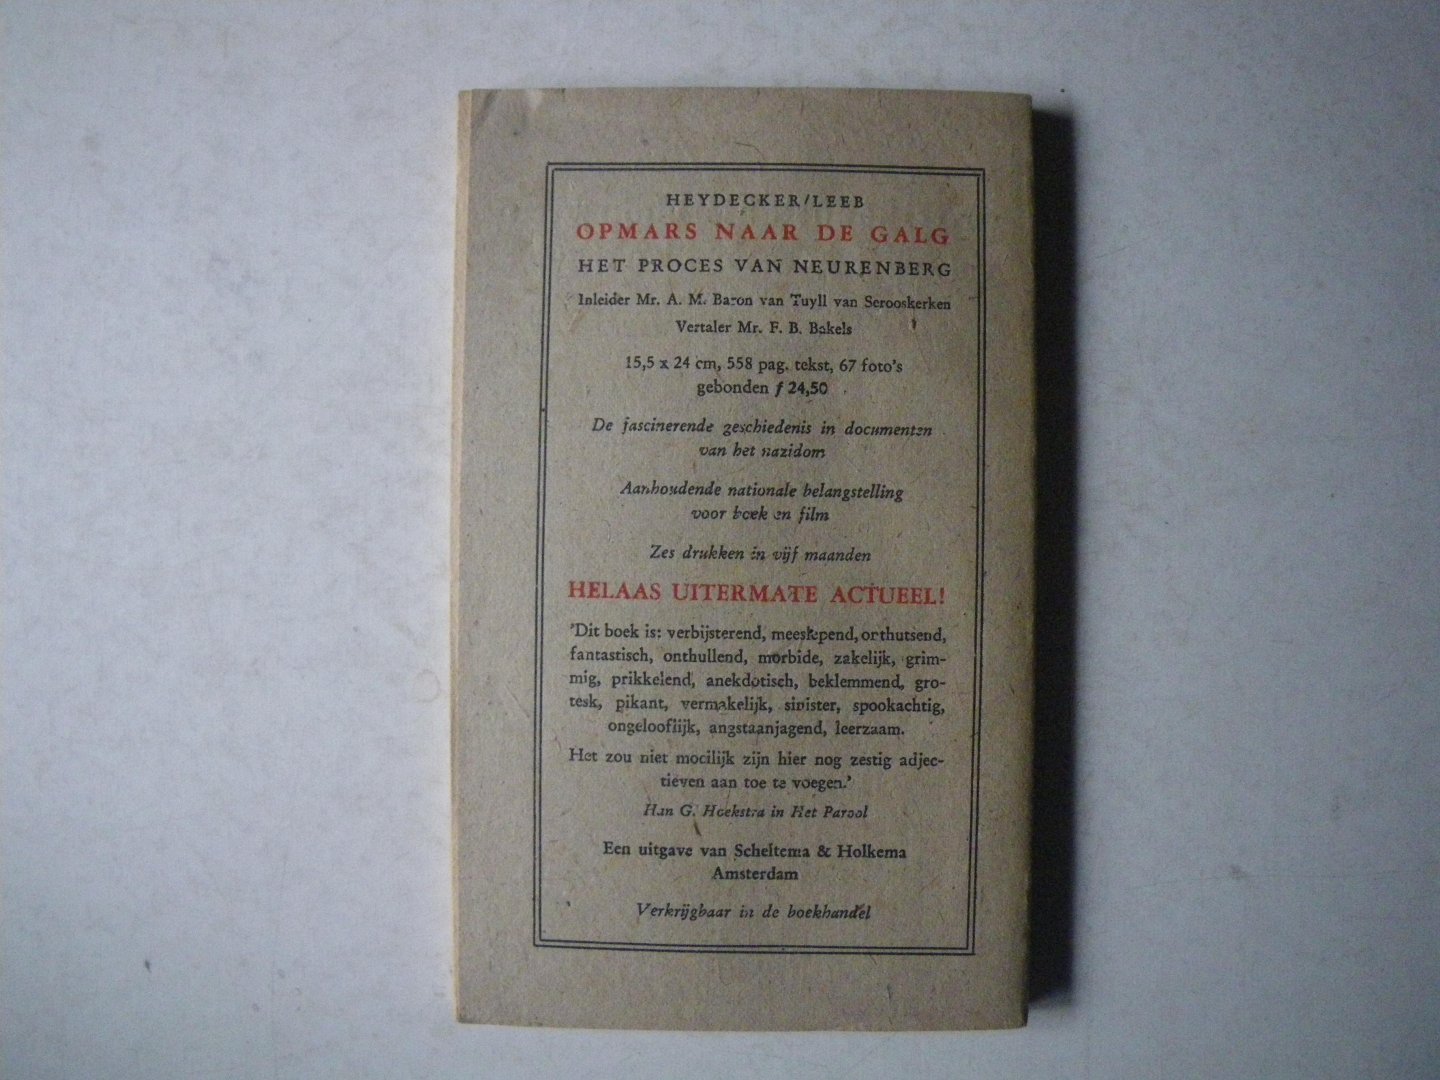 HEYDECKER/LEEB
OPMARS NAAR DE GALG
HET PROCES VAN NEURENBERG
Inleider Mr. A. M. Baron van Tuyll van Serooskerken
Vertaler Mr. F. B. Bakels
15,5 x 24 cm, 558 pag. tekst, 67 foto's
gebonden ƒ 24,50
De fascinerende geschiedenis in documenten
van het nazidom
Aanhoudende nationale belangstelling
voor boek en film
Zes drukken in vijf maanden
HELAAS UITERMATE ACTUEEL!
'Dit boek is: verbijsterend, meeslepend, onthutsend,
fantastisch, onthullend, morbide, zakelijk, grim-
mig, prikkelend, anekdotisch, beklemmend, gro-
tesk, pikant, vermakelijk, sinister, spookachtig,
ongelooflijk, angstaanjagend, leerzaam.
Het zou niet moeilijk zijn hier nog zestig adjec-
tieven aan toe te voegen.'
Han G. Hoekstra in Het Parool
Een uitgave van Scheltema & Holkema
Amsterdam
Verkrijgbaar in de boekhandel